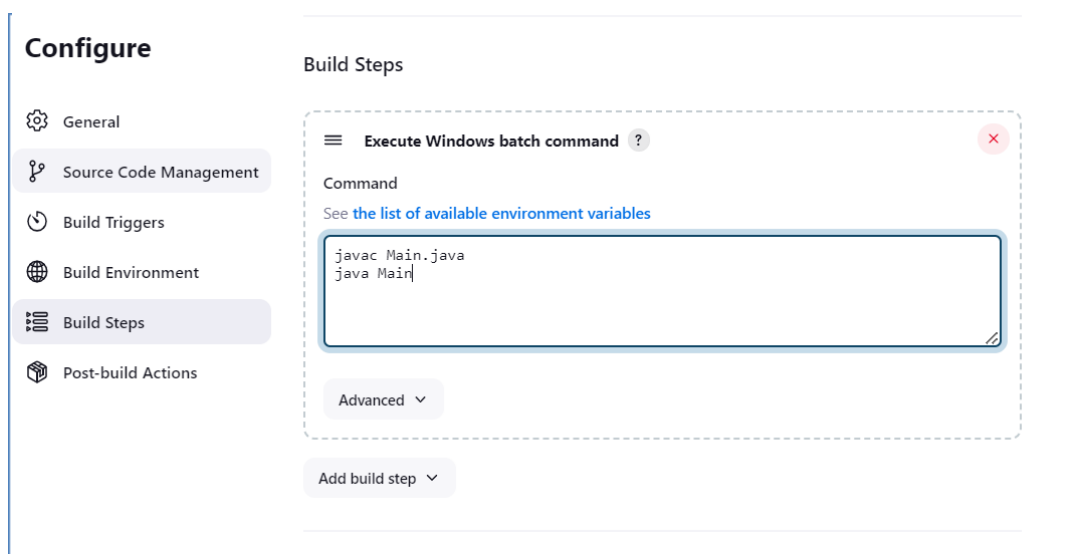 Configure
General
Source Code Management
Build Triggers
Build Environment
Build Steps
Post-build Actions
Build Steps
Execute Windows batch command ?
Command
See the list of available environment variables
javac Main.java
java Main
Advanced
Add build step